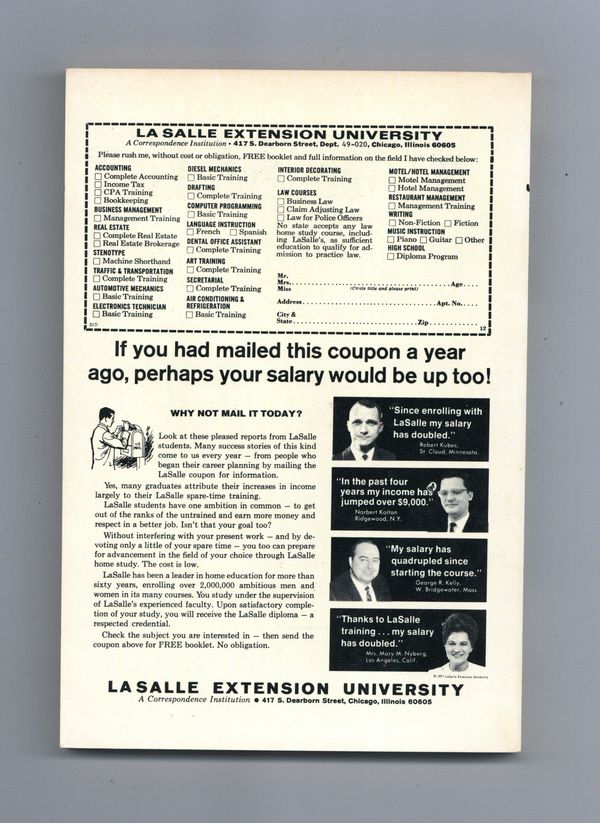 LA SALLE EXTENSION UNIVERSITY
A Correspondence Institution • 417 S. Dearborn Street, Dept. 49-020, Chicago, Illinois 60605
Please rush me, without cost or obligation, FREE booklet and full information on the field I have checked below:
ACCOUNTING
□ Complete Accounting
□ Income Tax
□ CPA Training
□ Bookkeeping
BUSINESS MANAGEMENT
□ Management Training
REAL ESTATE
□ Complete Real Estate
□ Real Estate Brokerage
STENOTYPE
□ Machine Shorthand
TRAFFIC & TRANSPORTATION
□ Complete Training
AUTOMOTIVE MECHANICS
□ Basic Training
ELECTRONICS TECHNICIAN
□ Basic Training
DIESEL MECHANICS
□ Basic Training
DRAFTING
□ Complete Training
COMPUTER PROGRAMMING
□ Basic Training
LANGUAGE INSTRUCTION
□ French □ Spanish
DENTAL OFFICE ASSISTANT
□ Complete Training
ART TRAINING
□ Complete Training
SECRETARIAL
□ Complete Training
AIR CONDITIONING &
REFRIGERATION
□ Basic Training
INTERIOR DECORATING
□ Complete Training
LAW COURSES
□ Business Law
□ Claim Adjusting Law
□ Law for Police Officers
No state accepts any law
home study course, includ-
ing LaSalle's, as sufficient
education to qualify for ad-
mission to practice law.
MOTEL/HOTEL MANAGEMENT
□ Motel Management
□ Hotel Management
RESTAURANT MANAGEMENT
□ Management Training
WRITING
□ Non-Fiction □ Fiction
MUSIC INSTRUCTION
□ Piano □ Guitar □ Other
HIGH SCHOOL
□ Diploma Program
Mr.
Mrs. Age
Miss (Circle title and please print)
Address Apt. No.
City &
State Zip
12
If you had mailed this coupon a year
ago, perhaps your salary would be up too!
WHY NOT MAIL IT TODAY?
Look at these pleased reports from LaSalle
students. Many success stories of this kind
come to us every year — from people who
began their career planning by mailing the
LaSalle coupon for information.
Yes, many graduates attribute their increases in income
largely to their LaSalle spare-time training.
LaSalle students have one ambition in common — to get
out of the ranks of the untrained and earn more money and
respect in a better job. Isn't that your goal too?
Without interfering with your present work — and by de-
voting only a little of your spare time — you too can prepare
for advancement in the field of your choice through LaSalle
home study. The cost is low.
LaSalle has been a leader in home education for more than
sixty years, enrolling over 2,000,000 ambitious men and
women in its many courses. You study under the supervision
of LaSalle's experienced faculty. Upon satisfactory comple-
tion of your study, you will receive the LaSalle diploma — a
respected credential.
Check the subject you are interested in — then send the
coupon above for FREE booklet. No obligation.
"Since enrolling with
LaSalle my salary
has doubled."
Robert Kubec,
St. Cloud, Minnesota
"In the past four
years my income has
jumped over $9,000."
Norbert Kaiton
Ridgewood, N.Y.
"My salary has
quadrupled since
starting the course."
George R. Kelly,
W. Bridgewater, Mass.
"Thanks to LaSalle
training . . . my salary
has doubled."
Mrs. Mary M. Nyberg,
Los Angeles, Calif.
© 1971 LaSalle Extension University
LA SALLE EXTENSION UNIVERSITY
A Correspondence Institution • 417 S. Dearborn Street, Chicago, Illinois 60605